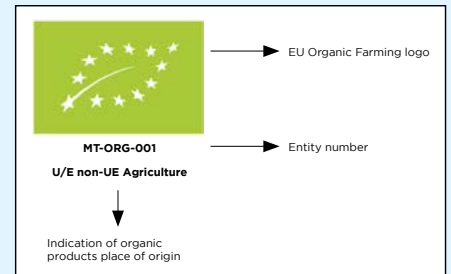 EU Organic Farming logo
MT-ORG-001
Entity number
U/E non-UE Agriculture
Indication of organic
products place of origin